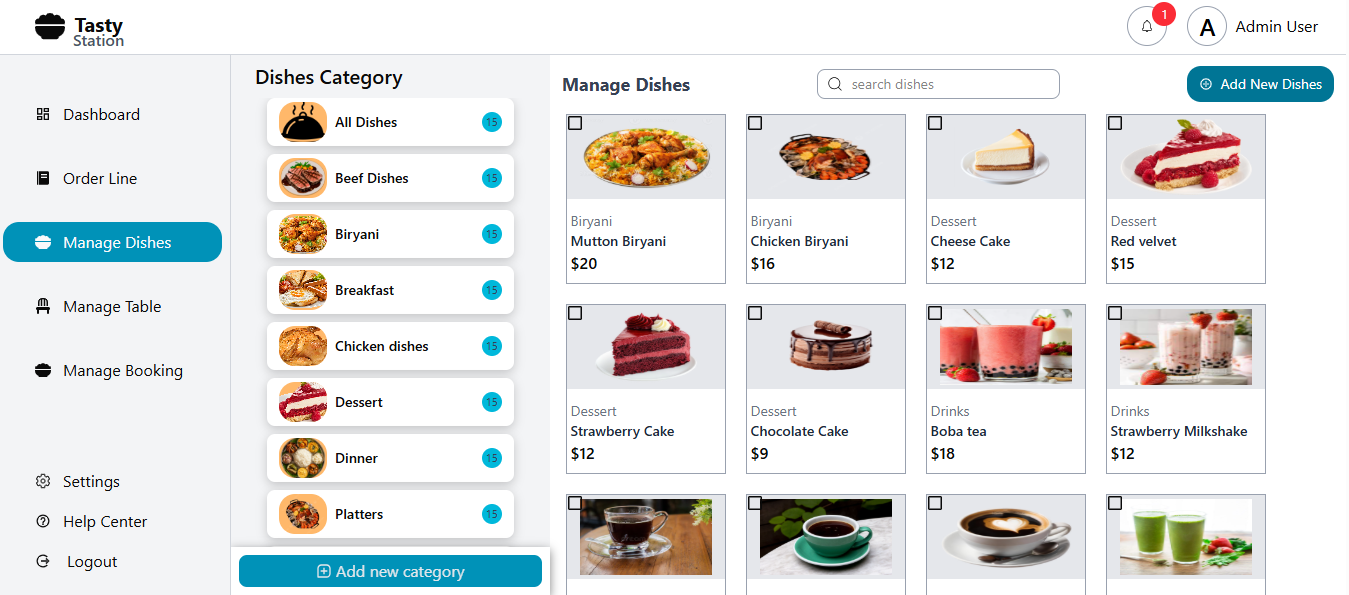 Tasty
Station
1
A
Admin User
Dashboard
Order Line
Manage Dishes
Manage Table
Manage Booking
Settings
Help Center
Logout
Dishes Category
All Dishes 15
Beef Dishes 15
Biryani 15
Breakfast 15
Chicken dishes 15
Dessert 15
Dinner 15
Platters 15
Add new category
Manage Dishes
search dishes
Add New Dishes
Biryani
Mutton Biryani
$20
Biryani
Chicken Biryani
$16
Dessert
Cheese Cake
$12
Dessert
Red velvet
$15
Dessert
Strawberry Cake
$12
Dessert
Chocolate Cake
$9
Drinks
Boba tea
$18
Drinks
Strawberry Milkshake
$12